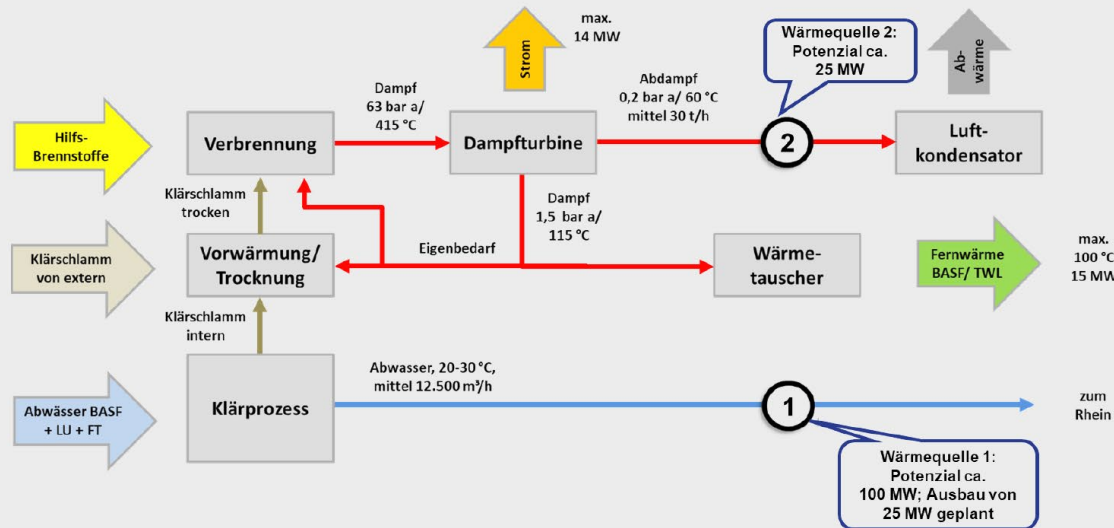 max.
14 MW
Strom
Wärmequelle 2:
Potenzial ca.
25 MW
Ab-
wärme
Dampf
63 bar a/
415 °C
Abdampf
0,2 bar a/ 60 °C
mittel 30 t/h
Hilfs-
Brennstoffe
Verbrennung
Dampfturbine
2
Luft-
kondensator
Klärschlamm
trocken
Dampf
1,5 bar a/
115 °C
Klärschlamm
von extern
Vorwärmung/
Trocknung
Eigenbedarf
Wärme-
tauscher
Fernwärme
BASF/ TWL
max.
100 °C
15 MW
Klärschlamm
intern
Abwässer BASF
+ LU + FT
Klärprozess
Abwasser, 20-30 °C,
mittel 12.500 m³/h
1
zum
Rhein
Wärmequelle 1:
Potenzial ca.
100 MW; Ausbau von
25 MW geplant